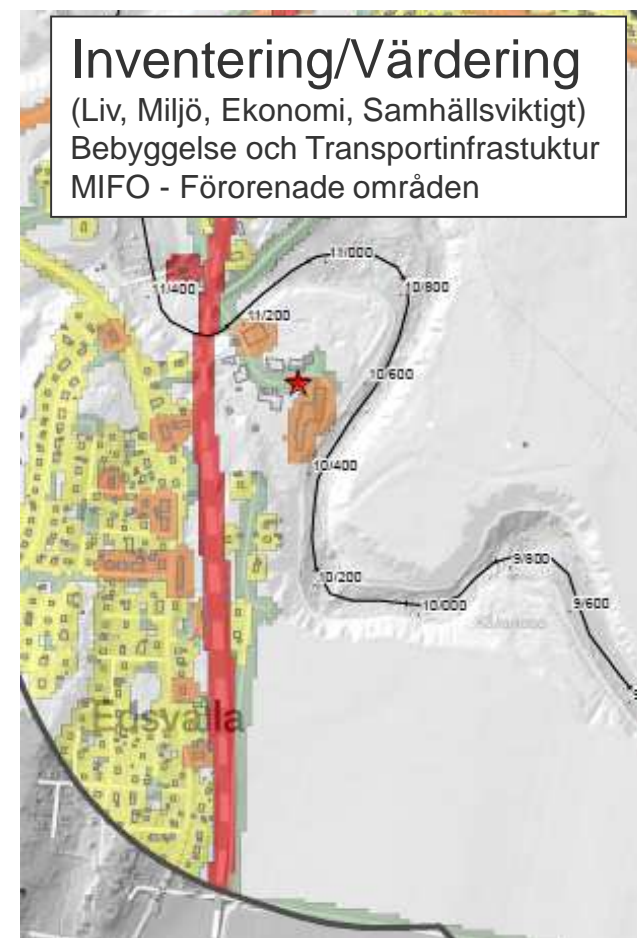 Inventering/Värdering
(Liv, Miljö, Ekonomi, Samhällsviktigt)
Bebyggelse och Transportinfrastuktur
MIFO - Förorenade områden
11/000
11/400
10/800
11/200
10/600
10/400
9/800
10/200
10/000
9/600
Edsvalla